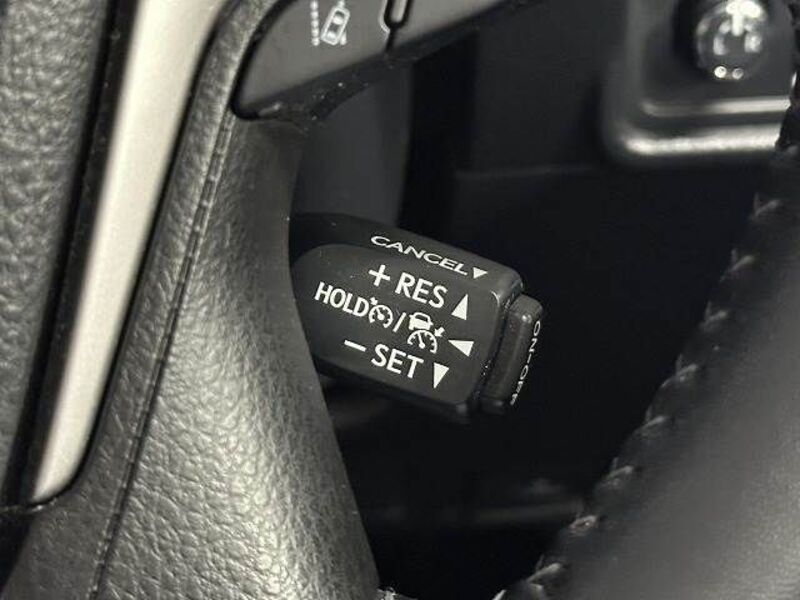 CANCEL▼
+ RES ▲
HOLD /
− SET ▼
ON-OFF
L R